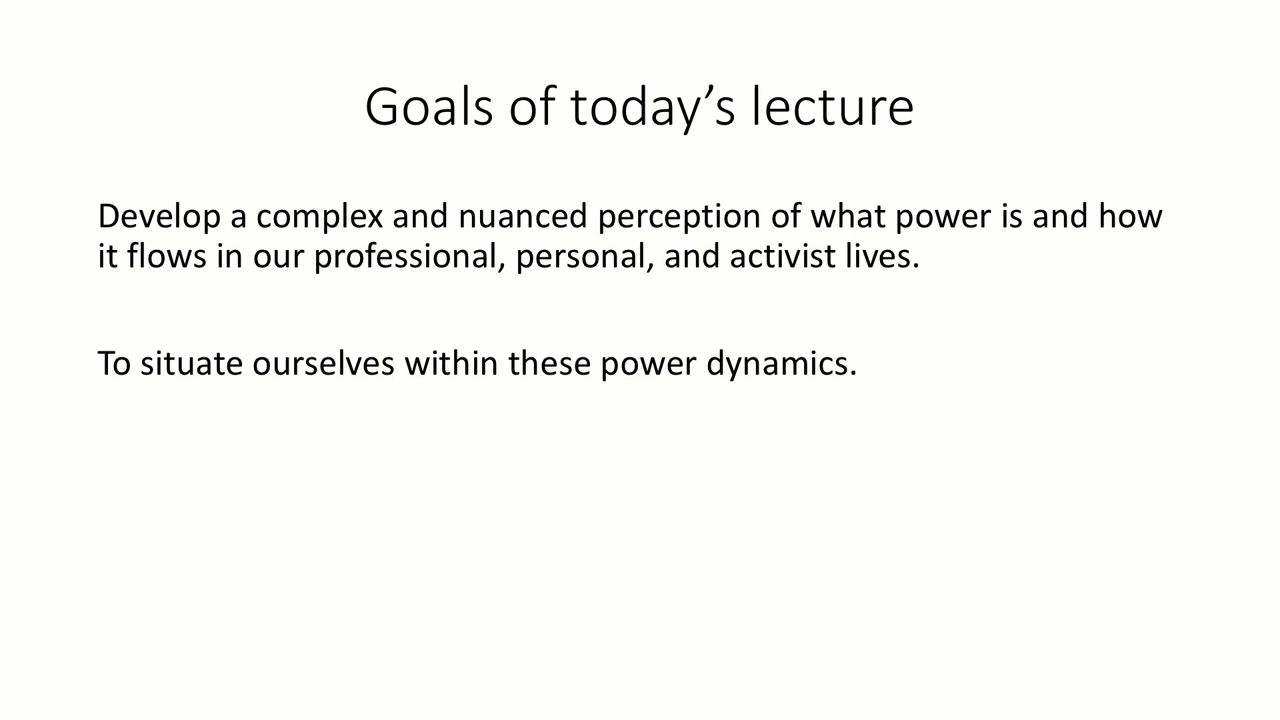 Goals of today’s lecture
Develop a complex and nuanced perception of what power is and how
it flows in our professional, personal, and activist lives.
To situate ourselves within these power dynamics.